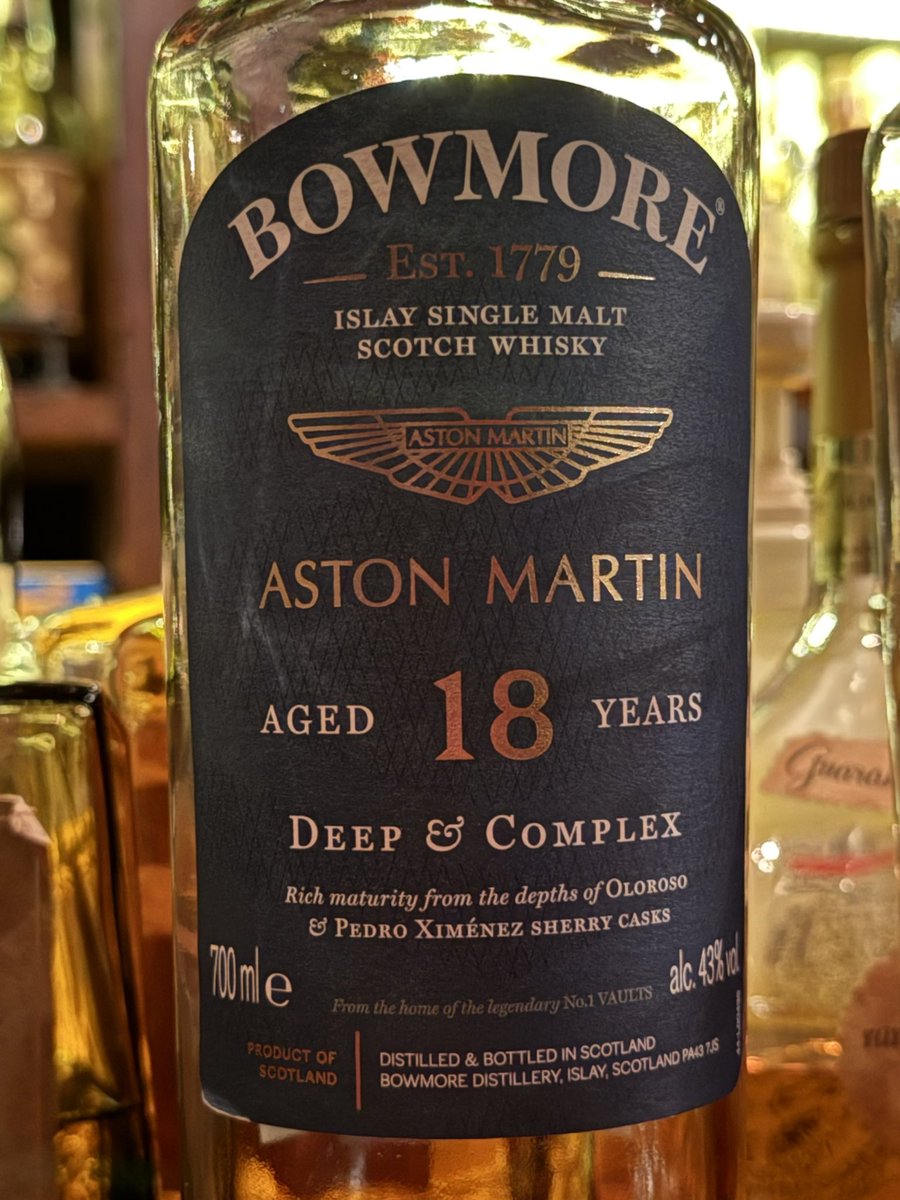 BOWMORE®
EST. 1779
ISLAY SINGLE MALT
SCOTCH WHISKY
ASTON MARTIN
ASTON MARTIN
AGED 18 YEARS
DEEP & COMPLEX
Rich maturity from the depths of OLOROSO
& PEDRO XIMÉNEZ SHERRY CASKS
700 ml e
alc. 43% vol.
From the home of the legendary No.1 VAULTS
PRODUCT OF
SCOTLAND
DISTILLED & BOTTLED IN SCOTLAND
BOWMORE DISTILLERY, ISLAY, SCOTLAND PA43 7JS